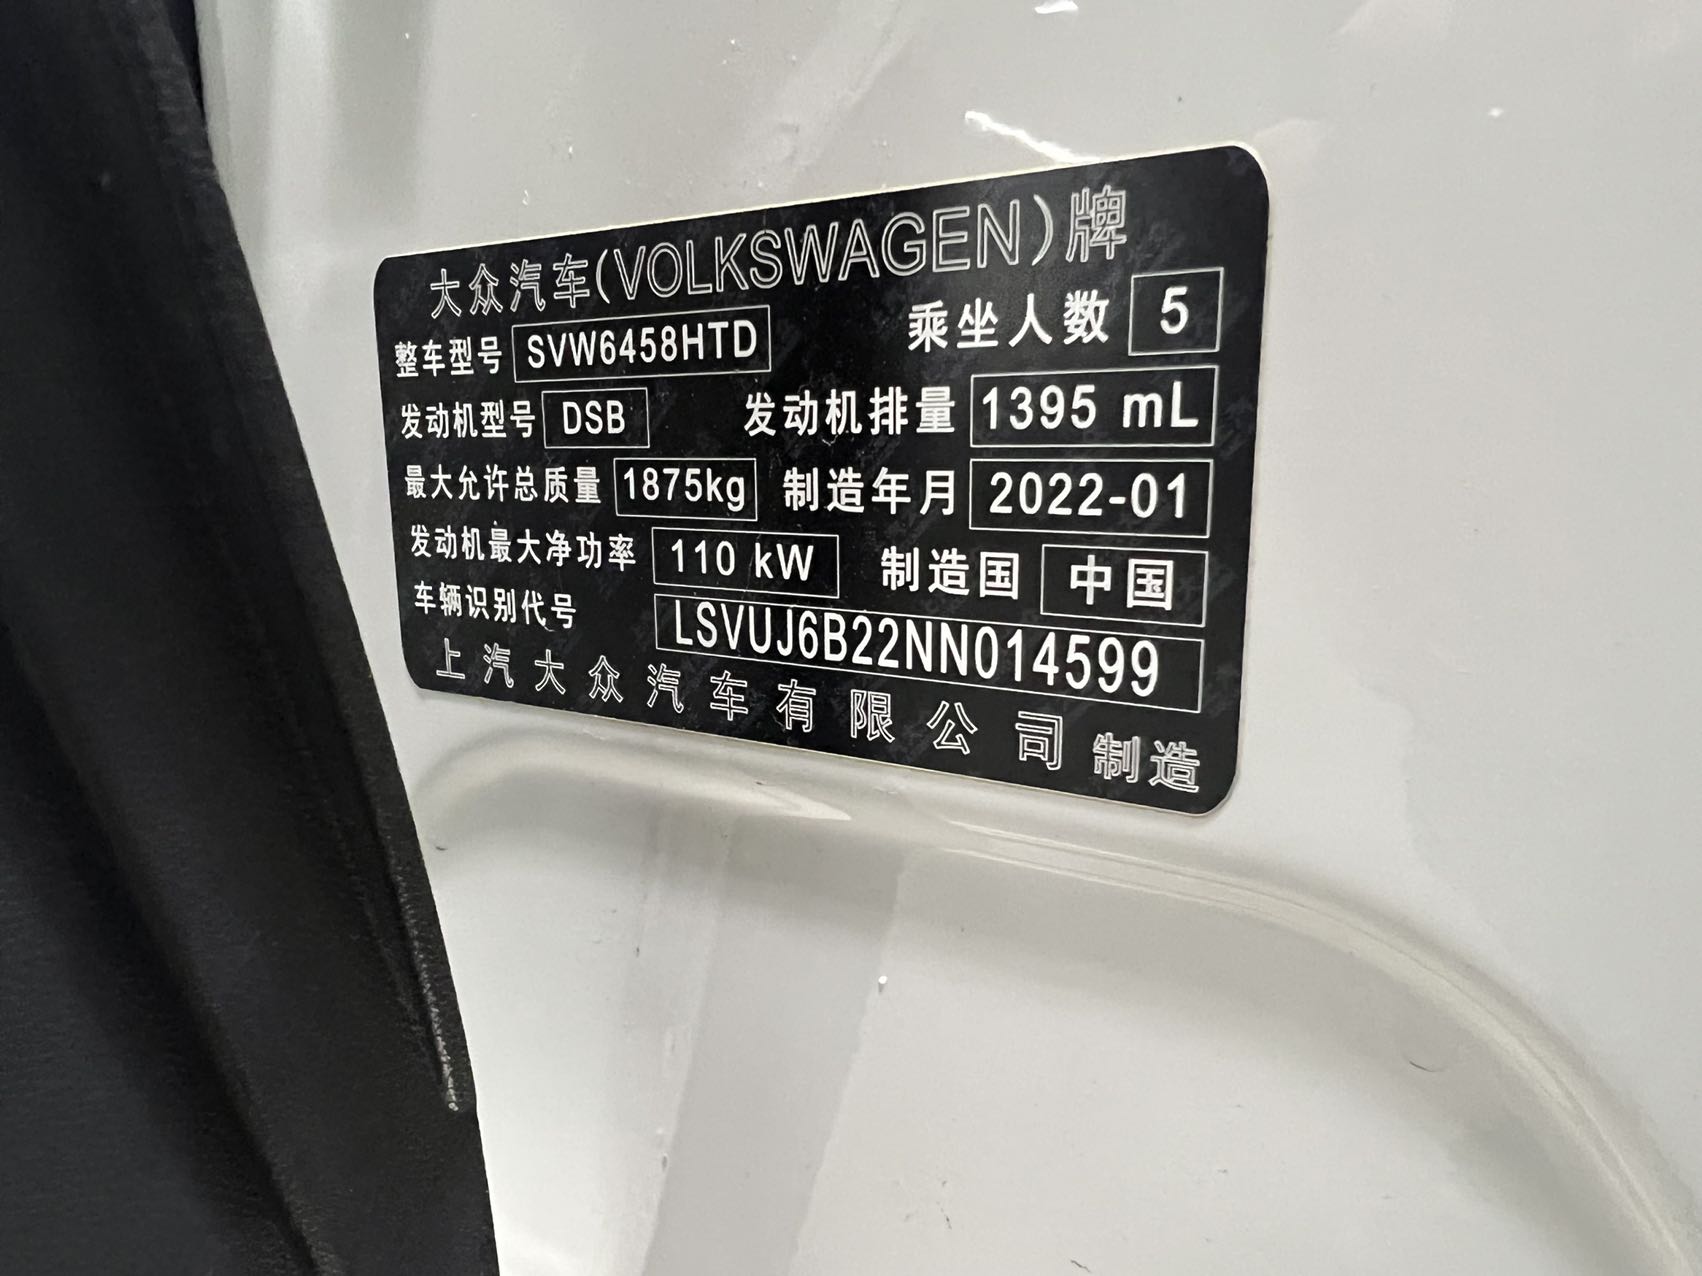 大众汽车(VOLKSWAGEN)牌
整车型号 SVW6458HTD 乘坐人数 5
发动机型号 DSB 发动机排量 1395 mL
最大允许总质量 1875kg 制造年月 2022-01
发动机最大净功率 110 kW 制造国 中国
车辆识别代号 LSVUJ6B22NN014599
上汽大众汽车有限公司制造